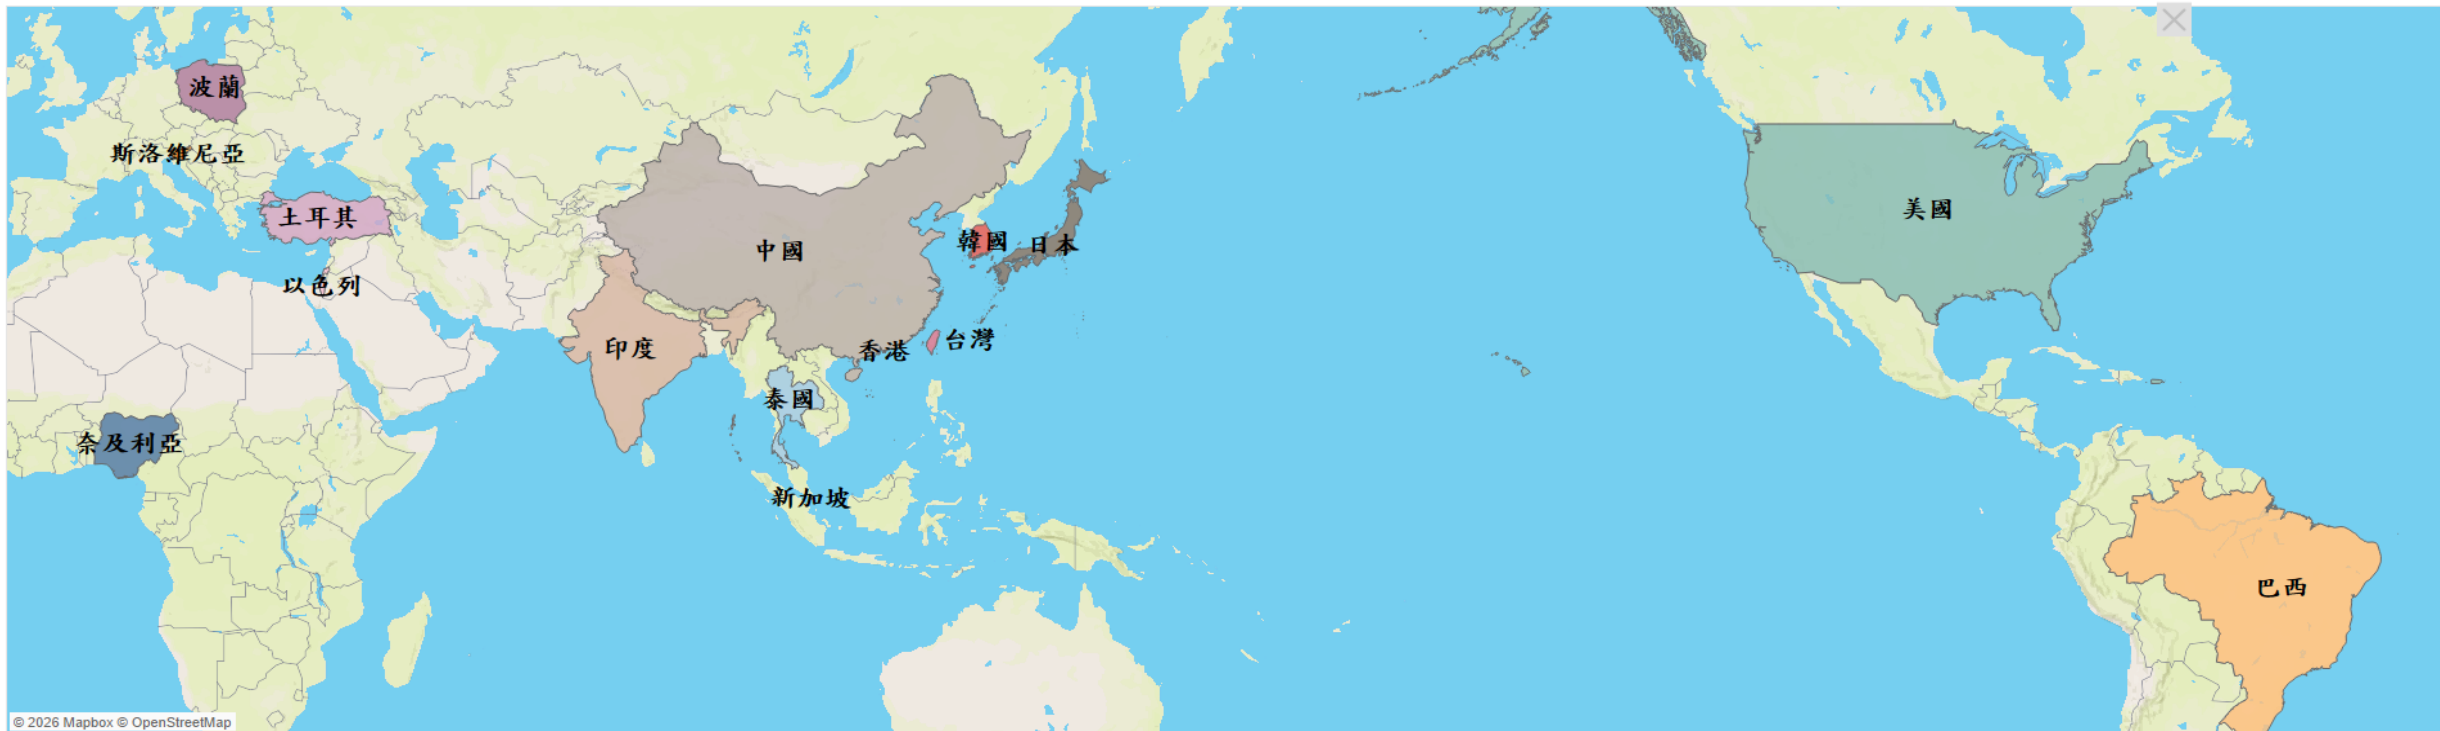 波蘭
斯洛維尼亞
土耳其
美國
韓國
日本
中國
以色列
台灣
印度
香港
泰國
奈及利亞
新加坡
巴西
© 2026 Mapbox © OpenStreetMap